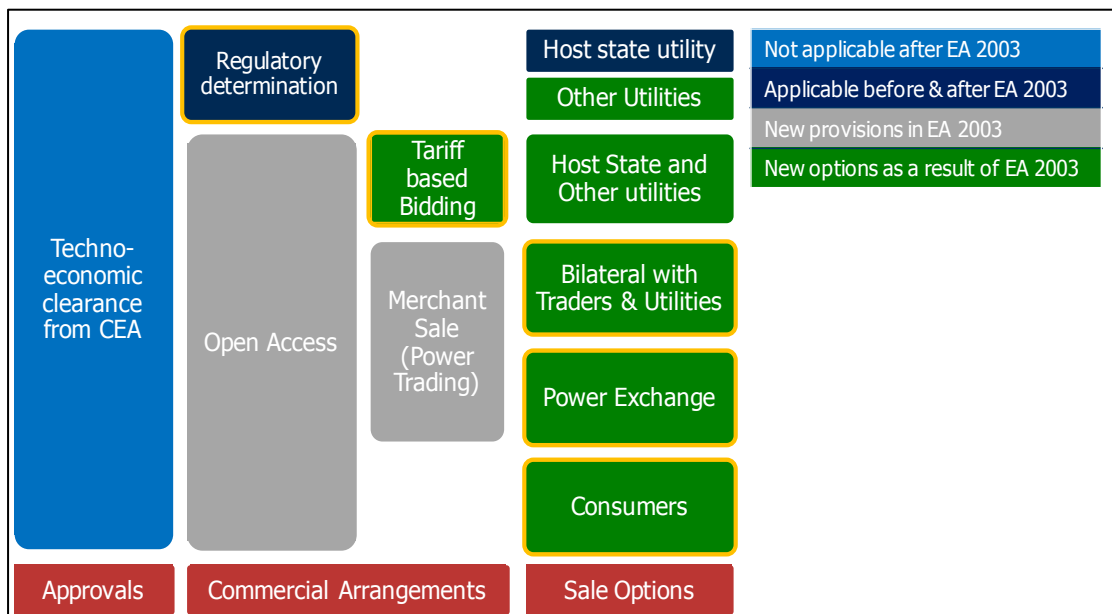 Techno-
economic
clearance
from CEA
Regulatory
determination
Open Access
Tariff
based
Bidding
Merchant
Sale
(Power
Trading)
Host state utility
Other Utilities
Host State and
Other utilities
Bilateral with
Traders & Utilities
Power Exchange
Consumers
Not applicable after EA 2003
Applicable before & after EA 2003
New provisions in EA 2003
New options as a result of EA 2003
Approvals
Commercial Arrangements
Sale Options